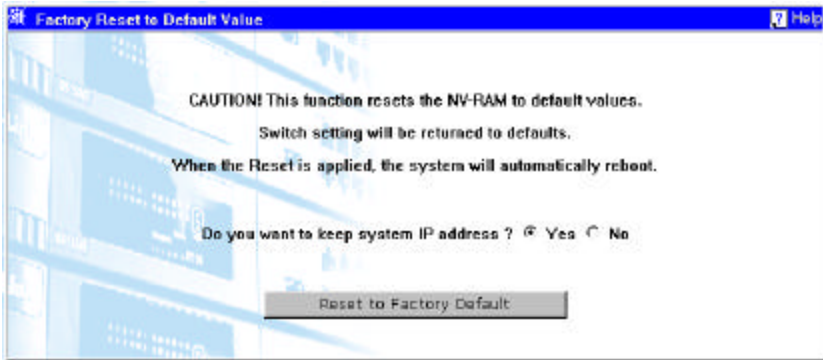 Factory Reset to Default Value
? Help
CAUTION! This function resets the NV-RAM to default values.
Switch setting will be returned to defaults.
When the Reset is applied, the system will automatically reboot.
Do you want to keep system IP address ? Yes No
Reset to Factory Default